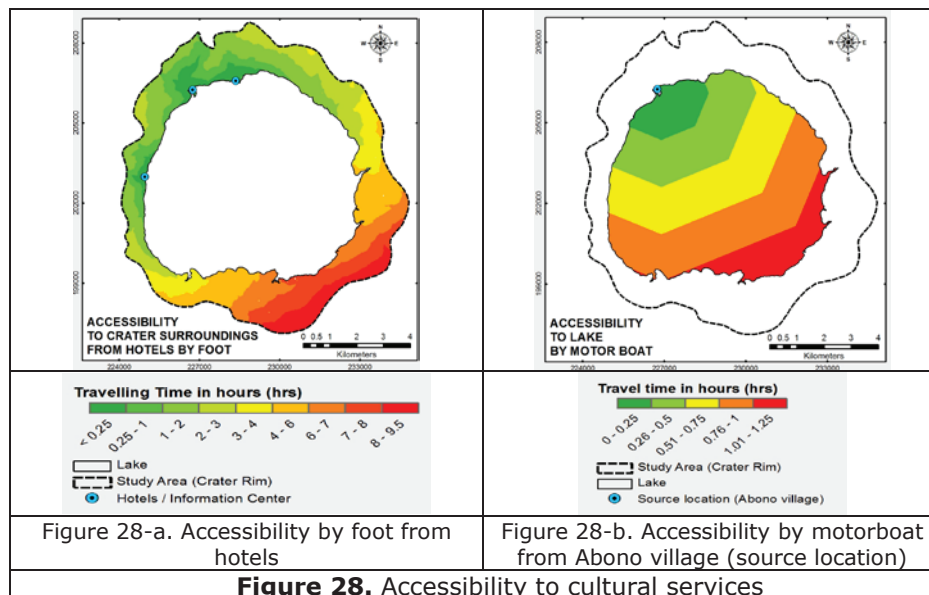 208000
205000
202000
199000
N
W E
S
ACCESSIBILITY
TO CRATER SURROUNDINGS
FROM HOTELS BY FOOT
0 0.5 1 2 3 4
Kilometers
224000 227000 230000 233000
Travelling Time in hours (hrs)
< 0.25 0.25 - 1 1 - 2 2 - 3 3 - 4 4 - 6 6 - 7 7 - 8 8 - 9.5
Lake
Study Area (Crater Rim)
Hotels / Information Center
Figure 28-a. Accessibility by foot from
hotels
208000
205000
202000
199000
N
W E
S
ACCESSIBILITY
TO LAKE
BY MOTOR BOAT
0 0.5 1 2 3 4
Kilometers
224000 227000 230000 233000
Travel time in hours (hrs)
0 - 0.25 0.26 - 0.5 0.51 - 0.75 0.76 - 1 1.01 - 1.25
Study Area (Crater Rim)
Lake
Source location (Abono village)
Figure 28-b. Accessibility by motorboat
from Abono village (source location)
Figure 28. Accessibility to cultural services